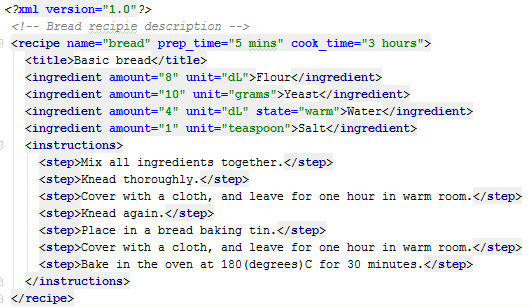 <?xml version="1.0"?>
<!-- Bread recipie description -->
<recipe name="bread" prep_time="5 mins" cook_time="3 hours">
<title>Basic bread</title>
<ingredient amount="8" unit="dL">Flour</ingredient>
<ingredient amount="10" unit="grams">Yeast</ingredient>
<ingredient amount="4" unit="dL" state="warm">Water</ingredient>
<ingredient amount="1" unit="teaspoon">Salt</ingredient>
<instructions>
<step>Mix all ingredients together.</step>
<step>Knead thoroughly.</step>
<step>Cover with a cloth, and leave for one hour in warm room.</step>
<step>Knead again.</step>
<step>Place in a bread baking tin.</step>
<step>Cover with a cloth, and leave for one hour in warm room.</step>
<step>Bake in the oven at 180(degrees)C for 30 minutes.</step>
</instructions>
</recipe>